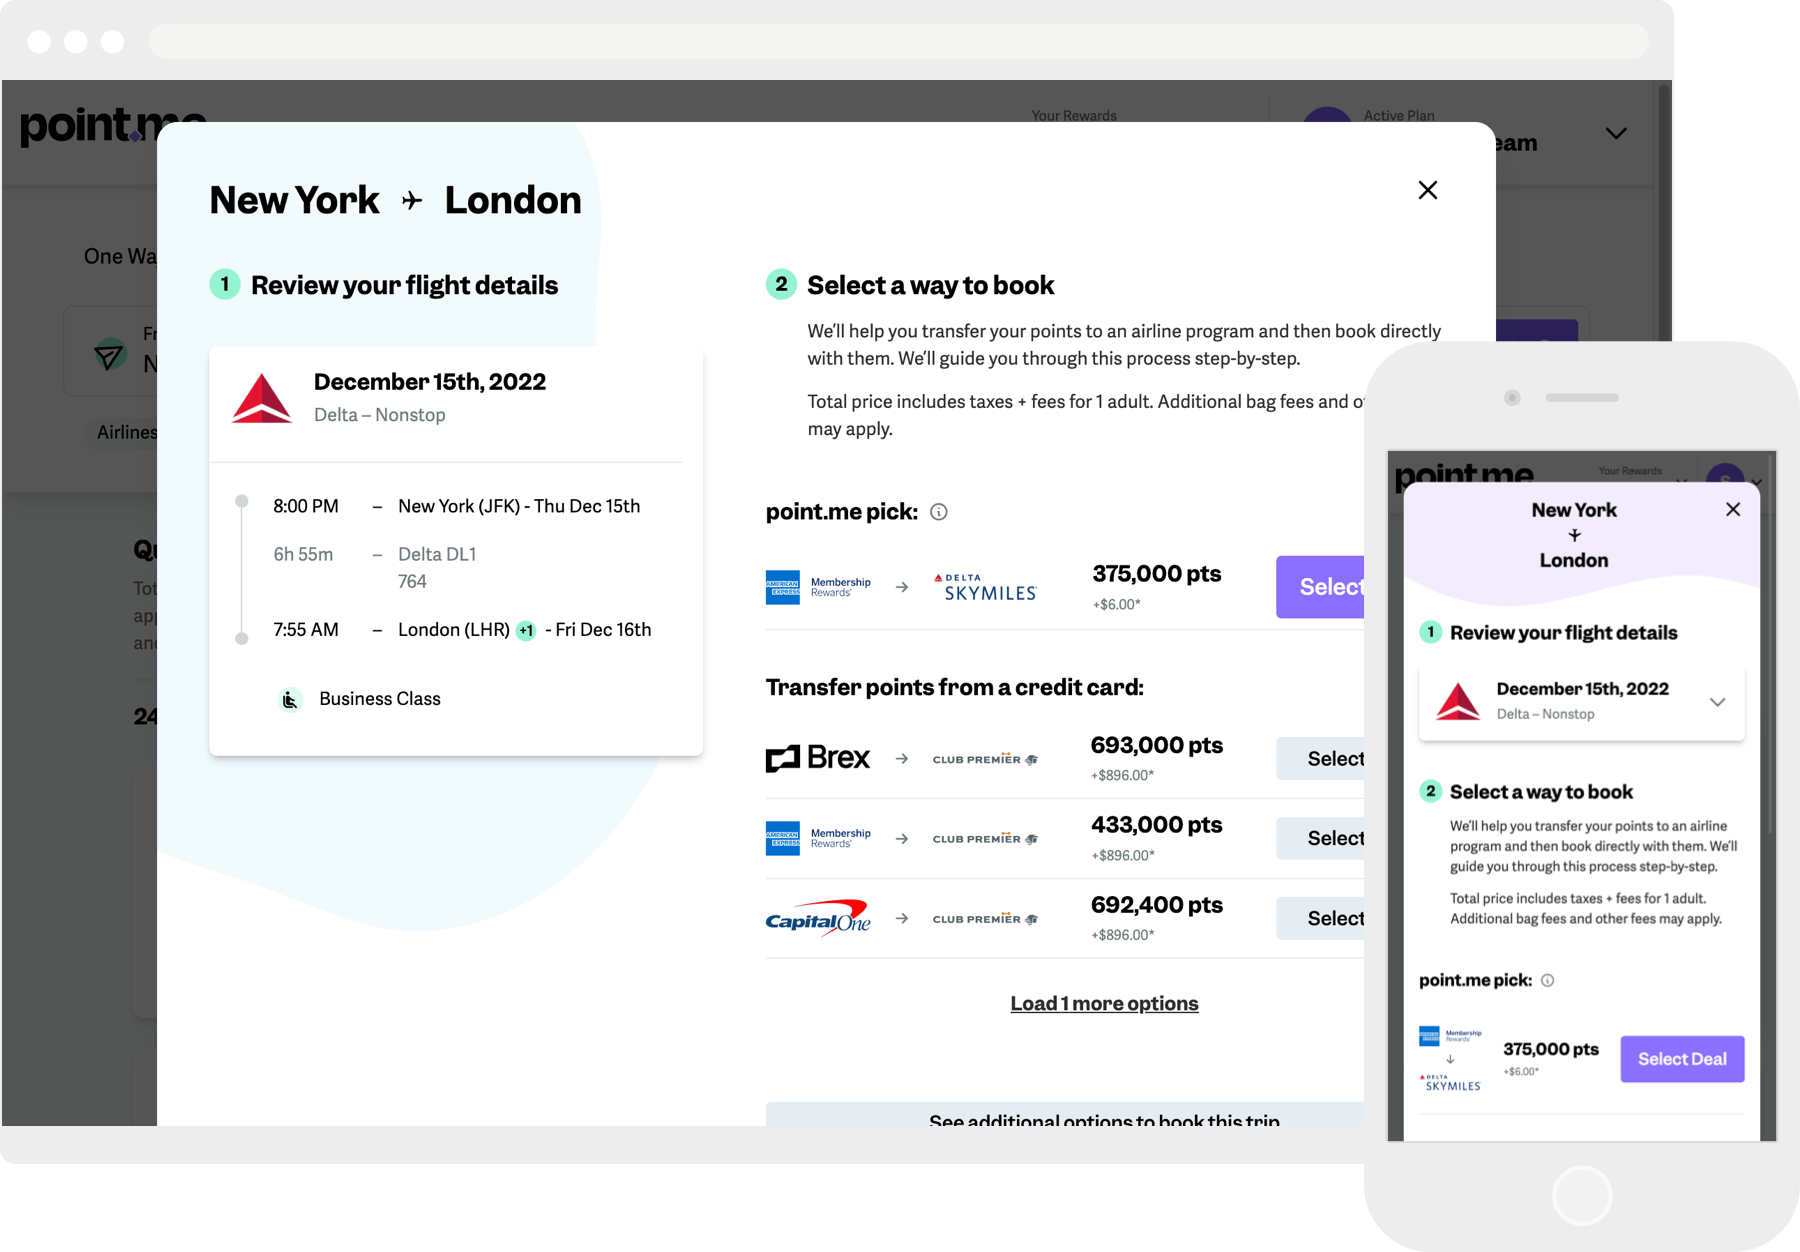 point.me
Your Rewards
Active Plan
eam
One Wa
Fr
N
Airlines
Qu
Tot
app
and
24
New York
London
1 Review your flight details
December 15th, 2022
Delta – Nonstop
8:00 PM – New York (JFK) - Thu Dec 15th
6h 55m – Delta DL1
764
7:55 AM – London (LHR) +1 - Fri Dec 16th
Business Class
2 Select a way to book
We'll help you transfer your points to an airline program and then book directly
with them. We'll guide you through this process step-by-step.
Total price includes taxes + fees for 1 adult. Additional bag fees and o
may apply.
point.me pick:
AMERICAN EXPRESS Membership Rewards DELTA SKYMILES 375,000 pts Select
+$6.00*
Transfer points from a credit card:
Brex CLUB PREMIER 693,000 pts Select
+$896.00*
AMERICAN EXPRESS Membership Rewards CLUB PREMIER 433,000 pts Select
+$896.00*
Capital One CLUB PREMIER 692,400 pts Select
+$896.00*
Load 1 more options
See additional options to book this trip
point.me
Your Rewards
S
New York
London
1 Review your flight details
December 15th, 2022
Delta – Nonstop
2 Select a way to book
We'll help you transfer your points to an airline
program and then book directly with them. We'll
guide you through this process step-by-step.
Total price includes taxes + fees for 1 adult.
Additional bag fees and other fees may apply.
point.me pick:
AMERICAN EXPRESS Membership Rewards
DELTA SKYMILES
375,000 pts
+$6.00*
Select Deal